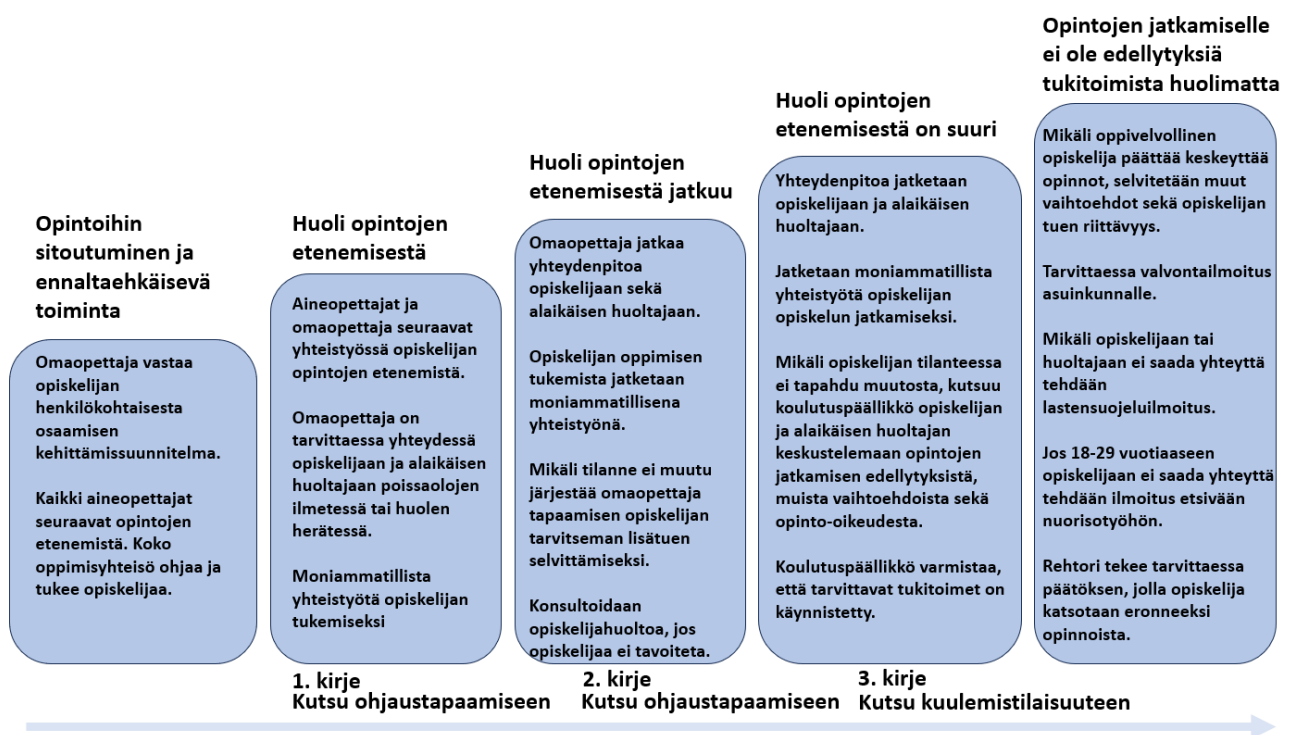 Opintoihin
sitoutuminen ja
ennaltaehkäisevä
toiminta
Omaopettaja vastaa
opiskelijan
henkilökohtaisesta
osaamisen
kehittämissuunnitelma.
Kaikki aineopettajat
seuraavat opintojen
etenemistä. Koko
oppimisyhteisö ohjaa ja
tukee opiskelijaa.
Huoli opintojen
etenemisestä
Aineopettajat ja
omaopettaja seuraavat
yhteistyössä opiskelijan
opintojen etenemistä.
Omaopettaja on
tarvittaessa yhteydessä
opiskelijaan ja alaikäisen
huoltajaan poissaolojen
ilmetessä tai huolen
herätessä.
Moniammatillista
yhteistyötä opiskelijan
tukemiseksi
1. kirje
Kutsu ohjaustapaamiseen
Huoli opintojen
etenemisestä jatkuu
Omaopettaja jatkaa
yhteydenpitoa
opiskelijaan sekä
alaikäisen huoltajaan.
Opiskelijan oppimisen
tukemista jatketaan
moniammatillisena
yhteistyönä.
Mikäli tilanne ei muutu
järjestää omaopettaja
tapaamisen opiskelijan
tarvitseman lisätuen
selvittämiseksi.
Konsultoidaan
opiskelijahuoltoa, jos
opiskelijaa ei tavoiteta.
2. kirje
Kutsu ohjaustapaamiseen
Huoli opintojen
etenemisestä on suuri
Yhteydenpitoa jatketaan
opiskelijaan ja alaikäisen
huoltajaan.
Jatketaan moniammatillista
yhteistyötä opiskelijan
opiskelun jatkamiseksi.
Mikäli opiskelijan tilanteessa
ei tapahdu muutosta, kutsuu
koulutuspäällikkö opiskelijan
ja alaikäisen huoltajan
keskustelemaan opintojen
jatkamisen edellytyksistä,
muista vaihtoehdoista sekä
opinto-oikeudesta.
Koulutuspäällikkö varmistaa,
että tarvittavat tukitoimet on
käynnistetty.
3. kirje
Kutsu kuulemistilaisuuteen
Opintojen jatkamiselle
ei ole edellytyksiä
tukitoimista huolimatta
Mikäli oppivelvollinen
opiskelija päättää keskeyttää
opinnot, selvitetään muut
vaihtoehdot sekä opiskelijan
tuen riittävyys.
Tarvittaessa valvontailmoitus
asuinkunnalle.
Mikäli opiskelijaan tai
huoltajaan ei saada yhteyttä
tehdään
lastensuojeluilmoitus.
Jos 18-29 vuotiaaseen
opiskelijaan ei saada yhteyttä
tehdään ilmoitus etsivään
nuorisotyöhön.
Rehtori tekee tarvittaessa
päätöksen, jolla opiskelija
katsotaan eronneeksi
opinnoista.